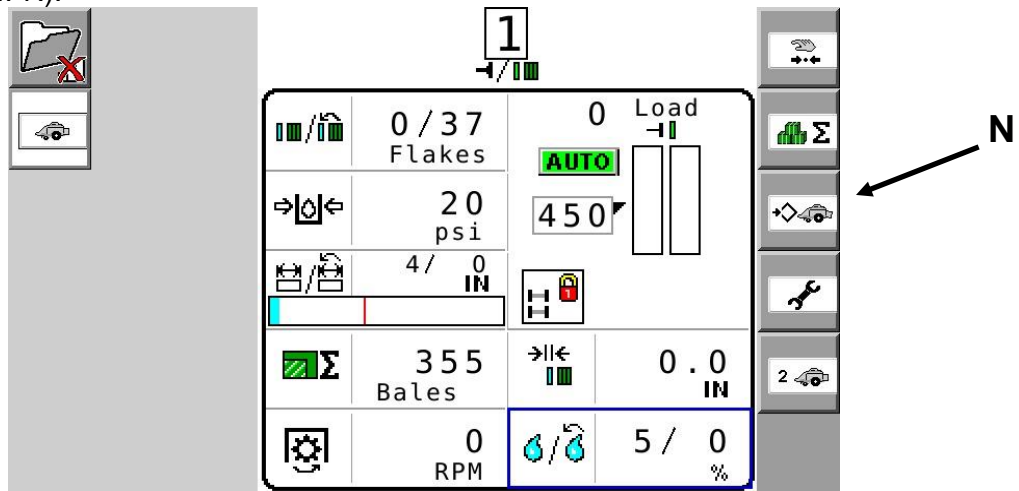 1
0/37
Flakes
0
Load
AUTO
450
20
psi
4/ 0
IN
1
355
Bales
0.0
IN
0
RPM
5/ 0
%
Σ
Σ
2
N